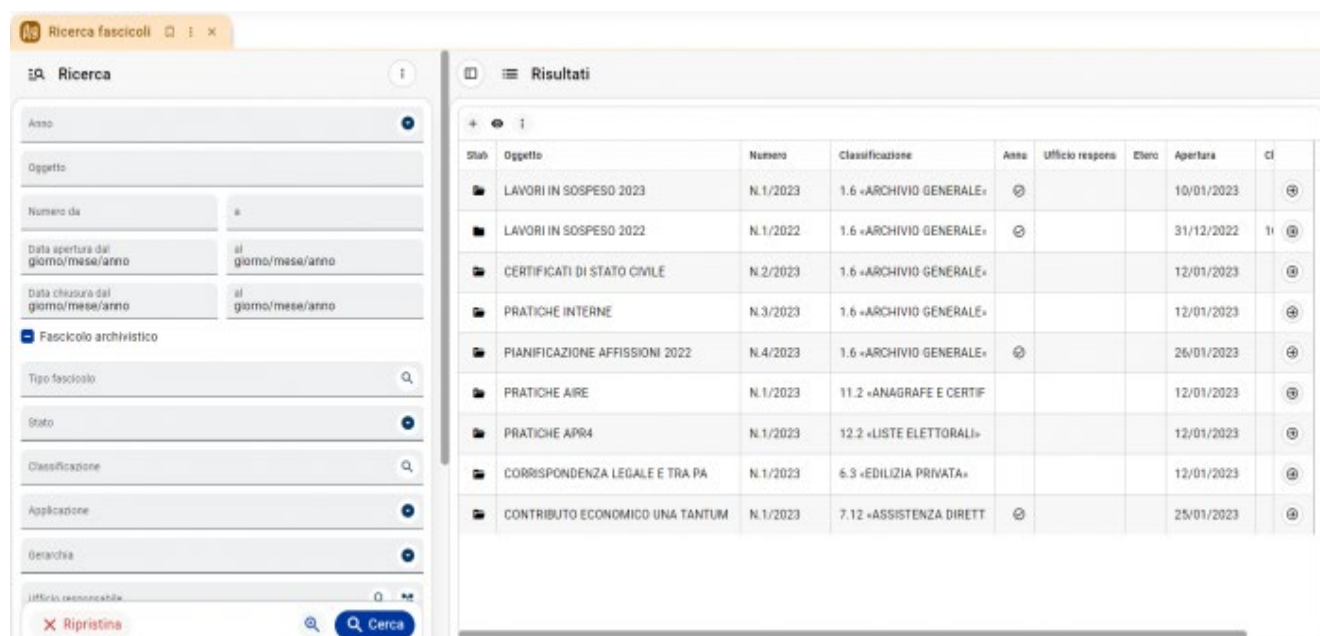 Ricerca fascicoli
Ricerca
Anno
Oggetto
Numero da
a
Data apertura dal
giorno/mese/anno
al
giorno/mese/anno
Data chiusura dal
giorno/mese/anno
al
giorno/mese/anno
Fascicolo archivistico
Tipo fascicolo
Stato
Classificazione
Applicazione
Gerarchia
Ufficio responsabile
Ripristina
Cerca
Risultati
Stato Oggetto Numero Classificazione Annu Ufficio respons Etero Apertura Cl
LAVORI IN SOSPESO 2023 N.1/2023 1.6 «ARCHIVIO GENERALE» 10/01/2023
LAVORI IN SOSPESO 2022 N.1/2022 1.6 «ARCHIVIO GENERALE» 31/12/2022
CERTIFICATI DI STATO CIVILE N.2/2023 1.6 «ARCHIVIO GENERALE» 12/01/2023
PRATICHE INTERNE N.3/2023 1.6 «ARCHIVIO GENERALE» 12/01/2023
PIANIFICAZIONE AFFISSIONI 2022 N.4/2023 1.6 «ARCHIVIO GENERALE» 26/01/2023
PRATICHE AIRE N.1/2023 11.2 «ANAGRAFE E CERTIF 12/01/2023
PRATICHE APR4 N.1/2023 12.2 «LISTE ELETTORALI» 12/01/2023
CORRISPONDENZA LEGALE E TRA PA N.1/2023 6.3 «EDILIZIA PRIVATA» 12/01/2023
CONTRIBUTO ECONOMICO UNA TANTUM N.1/2023 7.12 «ASSISTENZA DIRETT 25/01/2023